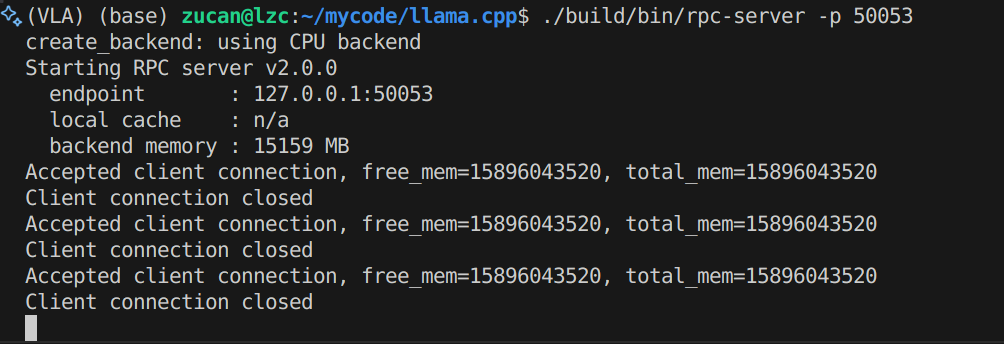 (VLA) (base) zucan@lzc:~/mycode/llama.cpp$ ./build/bin/rpc-server -p 50053
create_backend: using CPU backend
Starting RPC server v2.0.0
  endpoint       : 127.0.0.1:50053
  local cache    : n/a
  backend memory : 15159 MB
Accepted client connection, free_mem=15896043520, total_mem=15896043520
Client connection closed
Accepted client connection, free_mem=15896043520, total_mem=15896043520
Client connection closed
Accepted client connection, free_mem=15896043520, total_mem=15896043520
Client connection closed